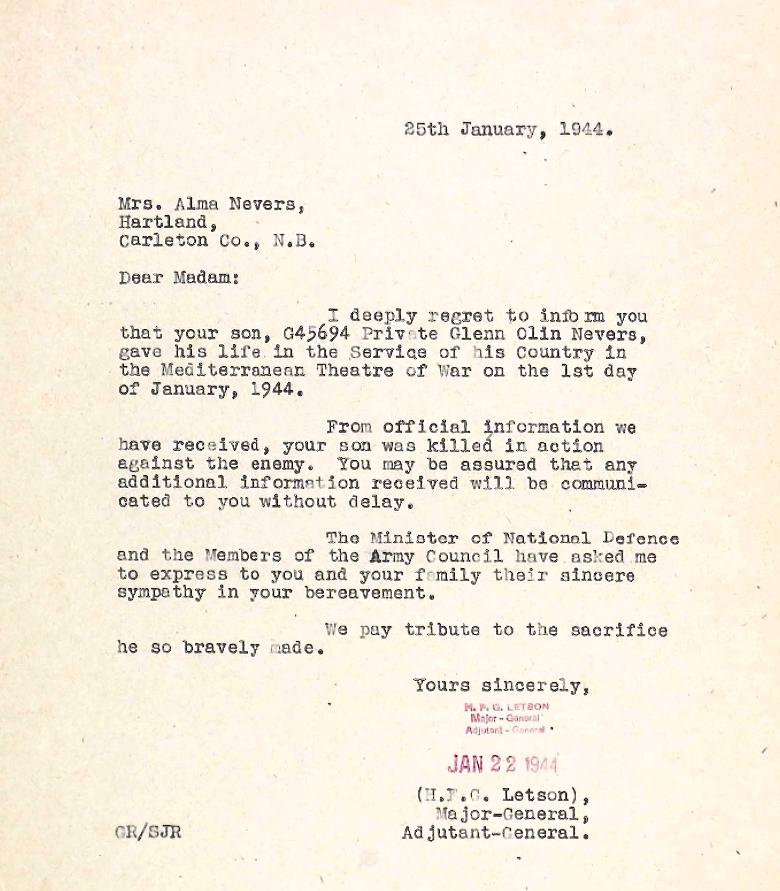 25th January, 1944.
Mrs. Alma Nevers,
Hartland,
Carleton Co., N.B.
Dear Madam:
I deeply regret to inform you
that your son, G45694 Private Glenn Olin Nevers,
gave his life in the Service of his Country in
the Mediterranean Theatre of War on the 1st day
of January, 1944.
From official information we
have received, your son was killed in action
against the enemy. You may be assured that any
additional information received will be communi-
cated to you without delay.
The Minister of National Defence
and the Members of the Army Council have asked me
to express to you and your family their sincere
sympathy in your bereavement.
We pay tribute to the sacrifice
he so bravely made.
Yours sincerely,
H. F. G. LETSON
Major - General
Adjutant - General
JAN 22 1944
(H.F.G. Letson),
Major-General,
GR/SJR Adjutant-General.